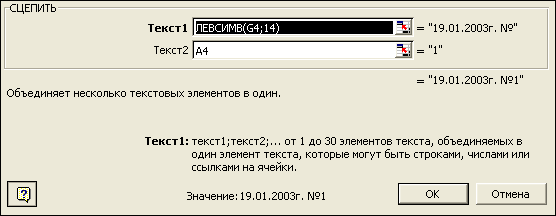 СЦЕПИТЬ
Текст1 ЛЕВСИМВ(G4;14) = "19.01.2003г. №"
Текст2 A4 = "1"
= "19.01.2003г. №1"
Объединяет несколько текстовых элементов в один.
Текст1: текст1;текст2;... от 1 до 30 элементов текста, объединяемых в
один элемент текста, которые могут быть строками, числами или
ссылками на ячейки.
? Значение:19.01.2003г. №1 OK Отмена